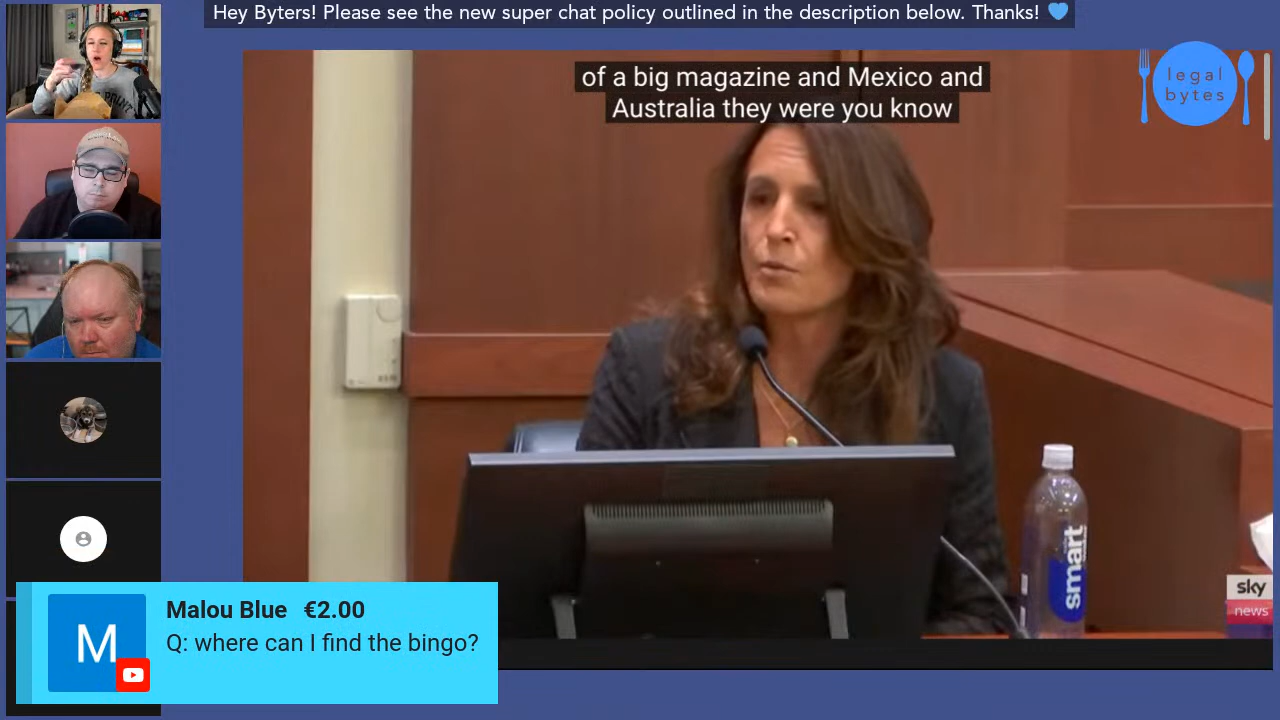 Hey Byters! Please see the new super chat policy outlined in the description below. Thanks!
of a big magazine and Mexico and
Australia they were you know
legal
bytes
smart
sky
news
Malou Blue €2.00
M
Q: where can I find the bingo?